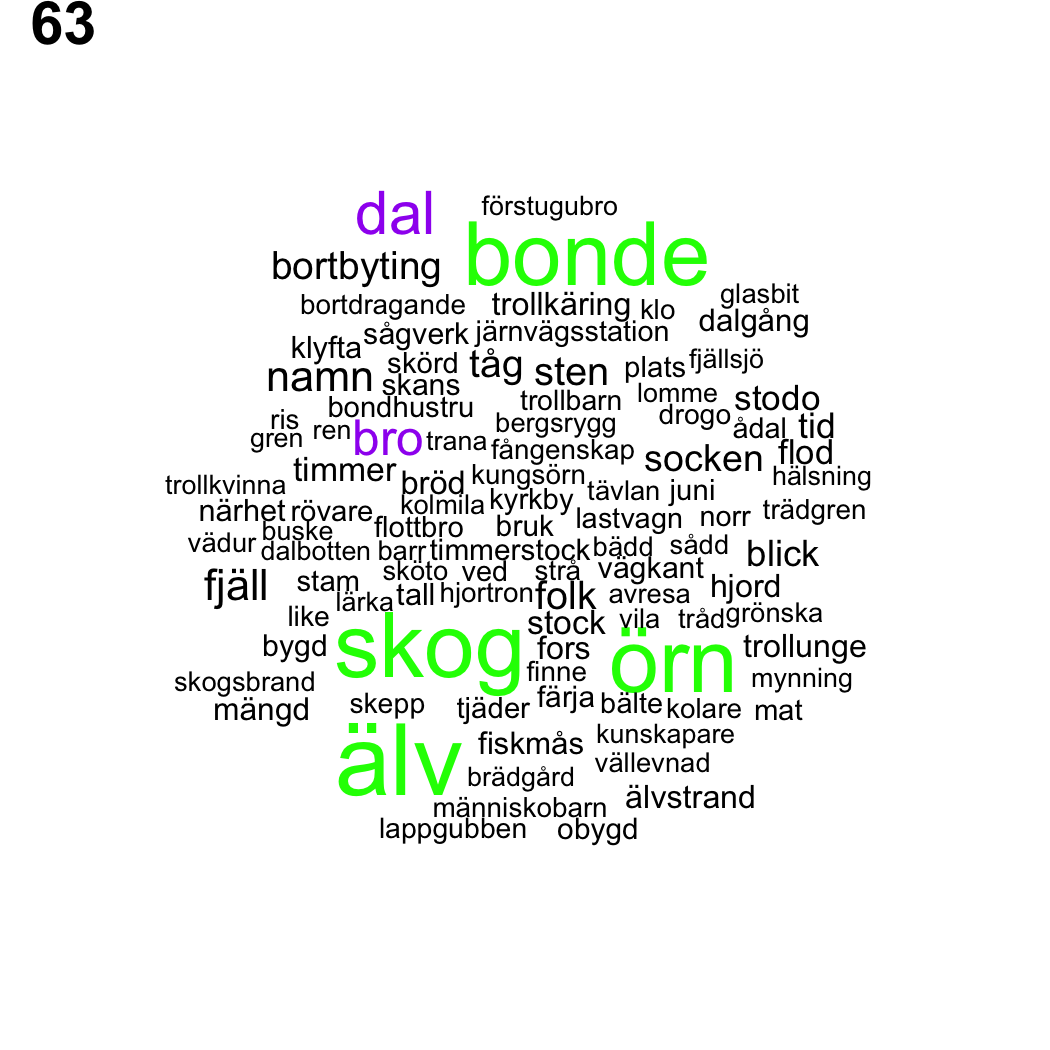 63
dal förstugubro
bonde
bortbyting
glasbit
bortdragande trollkäring klo
dalgång
sågverk järnvägsstation
klyfta
skörd tåg sten plats fjällsjö
namn skans
lomme stodo
bondhustru trollbarn drogo
ris bergsrygg ådal tid
gren ren bro trana fångenskap flod
socken
timmer bröd kungsörn hälsning
trollkvinna kolmila kyrkby tävlan juni
närhet rövare lastvagn norr trädgren
buske flottbro bruk
vädur dalbotten barr timmerstock bädd sådd blick
fjäll stam sköto ved strå vägkant hjord
lärka tall hjortron folk avresa
like stock vila tråd grönska
bygd skog fors örn trollunge
finne mynning
skogsbrand
mängd skepp tjäder färja bälte kolare mat
älv fiskmås kunskapare
brädgård vällevnad
människobarn älvstrand
lappgubben obygd